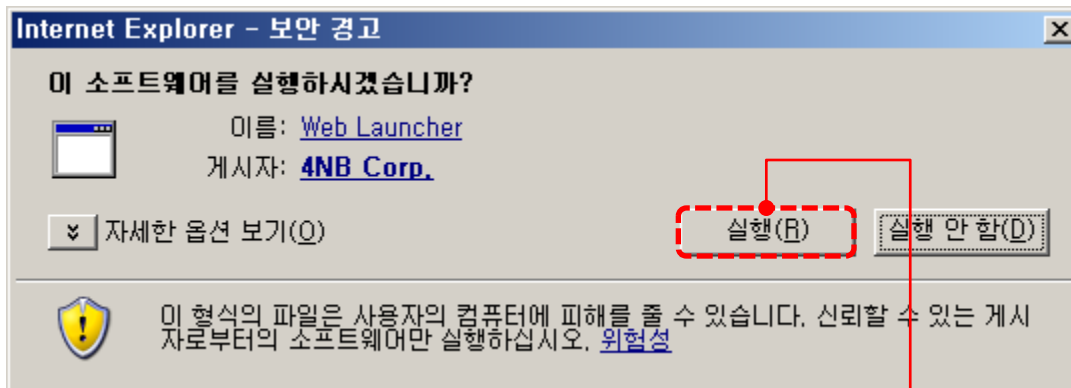 Internet Explorer - 보안 경고
이 소프트웨어를 실행하시겠습니까?
이름: Web Launcher
게시자: 4NB Corp.
자세한 옵션 보기(O)
실행(R)
실행 안 함(D)
이 형식의 파일은 사용자의 컴퓨터에 피해를 줄 수 있습니다. 신뢰할 수 있는 게시
자로부터의 소프트웨어만 실행하십시오. 위험성